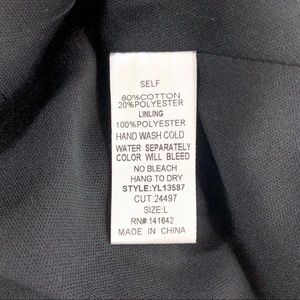 SELF
80%COTTON
20%POLYESTER
LINLING
100%POLYESTER
HAND WASH COLD
WATER SEPARATELY
COLOR WILL BLEED
NO BLEACH
HANG TO DRY
STYLE:YL13587
CUT:24497
SIZE:L
RN#:141642
MADE IN CHINA